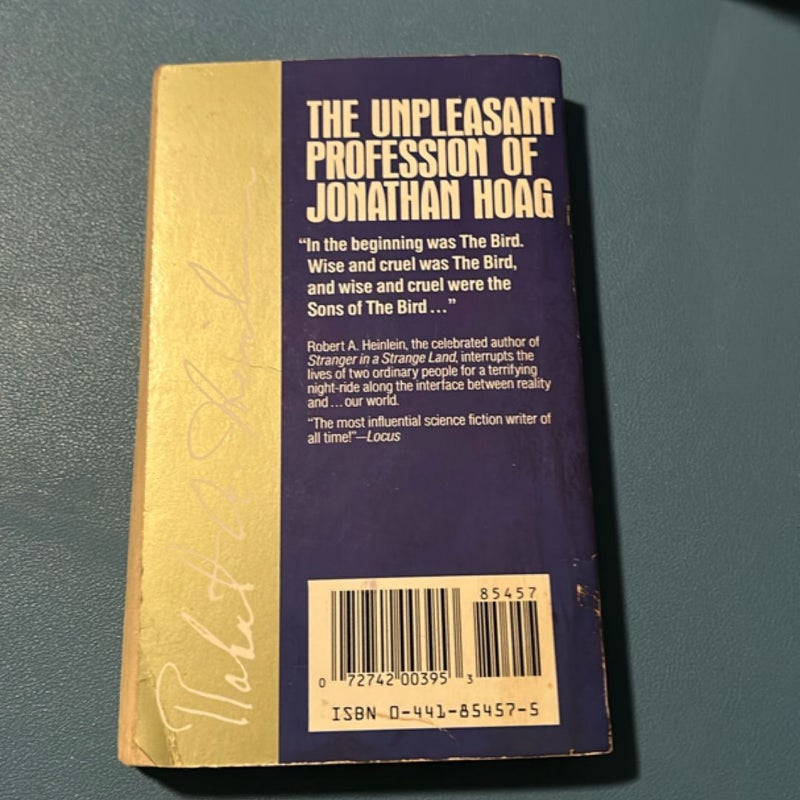 THE UNPLEASANT
PROFESSION OF
JONATHAN HOAG
“In the beginning was The Bird.
Wise and cruel was The Bird,
and wise and cruel were the
Sons of The Bird...”
Robert A. Heinlein, the celebrated author of
Stranger in a Strange Land, interrupts the
lives of two ordinary people for a terrifying
night-ride along the interface between reality
and...our world.
“The most influential science fiction writer of
all time!”—Locus
85457
0 72742 00395 3
ISBN 0-441-85457-5
Robert A. Heinlein